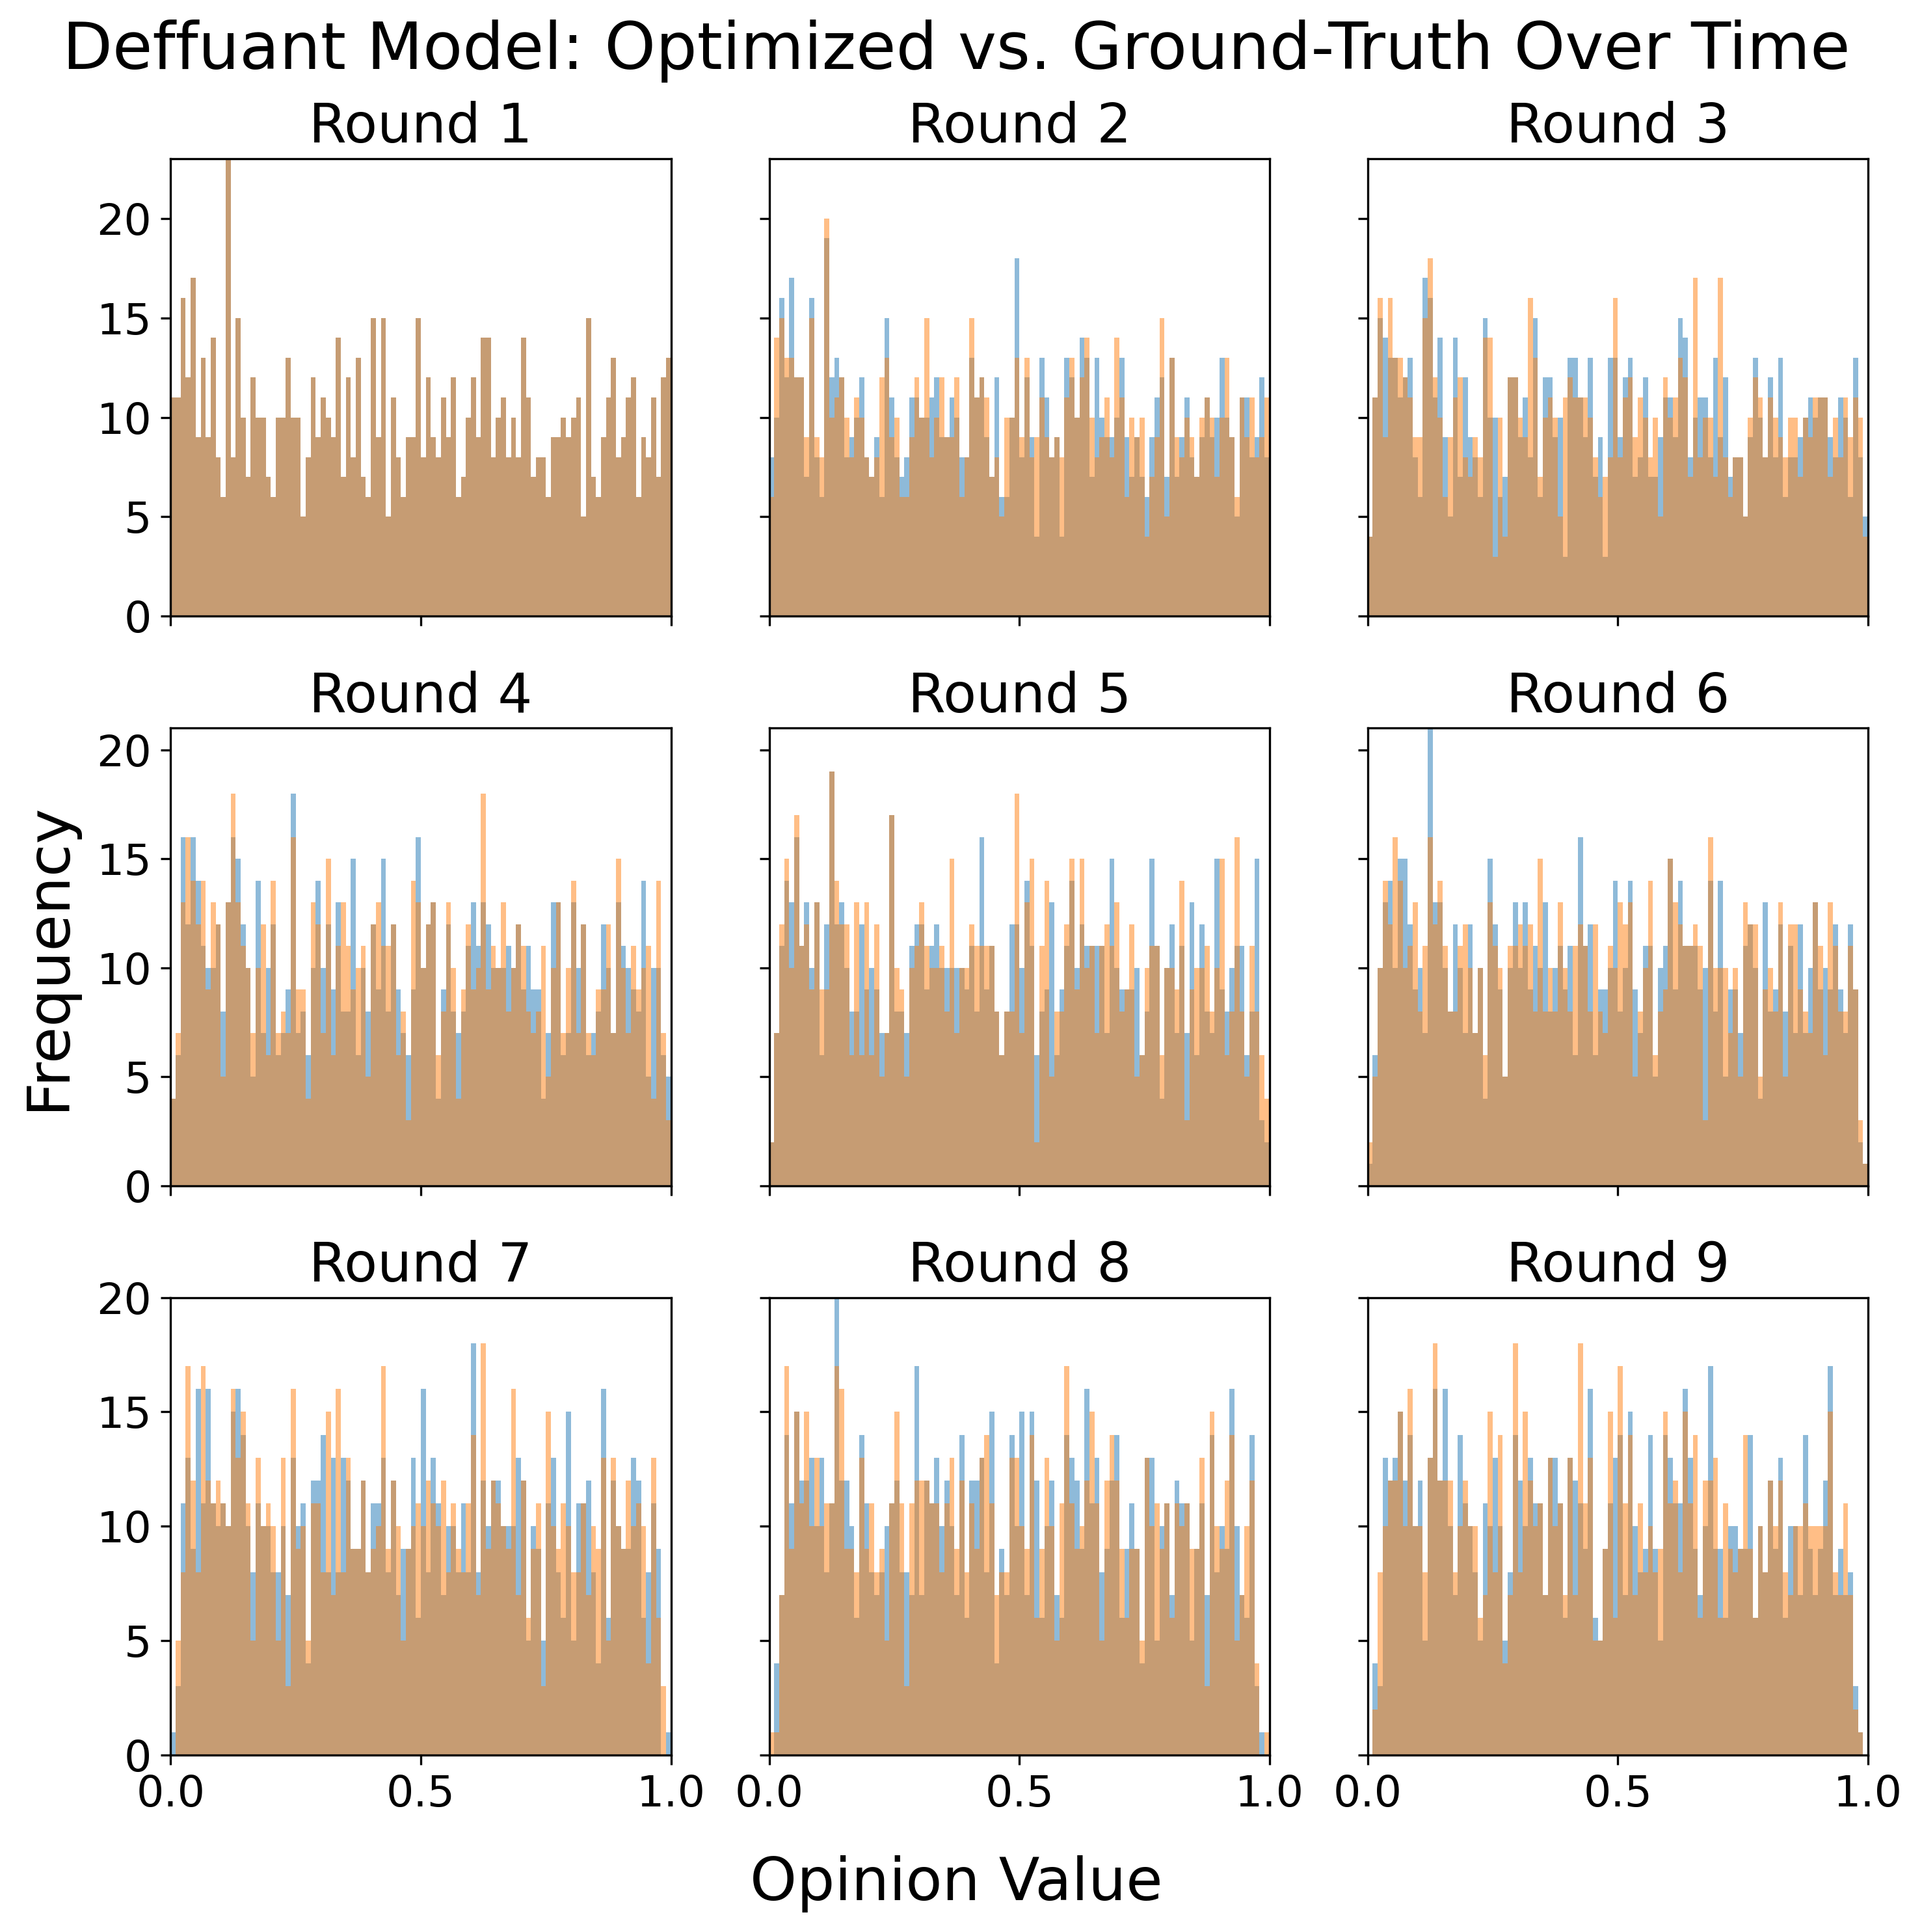 Deffuant Model: Optimized vs. Ground-Truth Over Time
Round 1
Round 2
Round 3
20
15
10
5
0
Round 4
Round 5
Round 6
20
15
10
5
0
Frequency
Round 7
Round 8
Round 9
20
15
10
5
0
0.0 0.5 1.0
0.0 0.5 1.0
0.0 0.5 1.0
Opinion Value